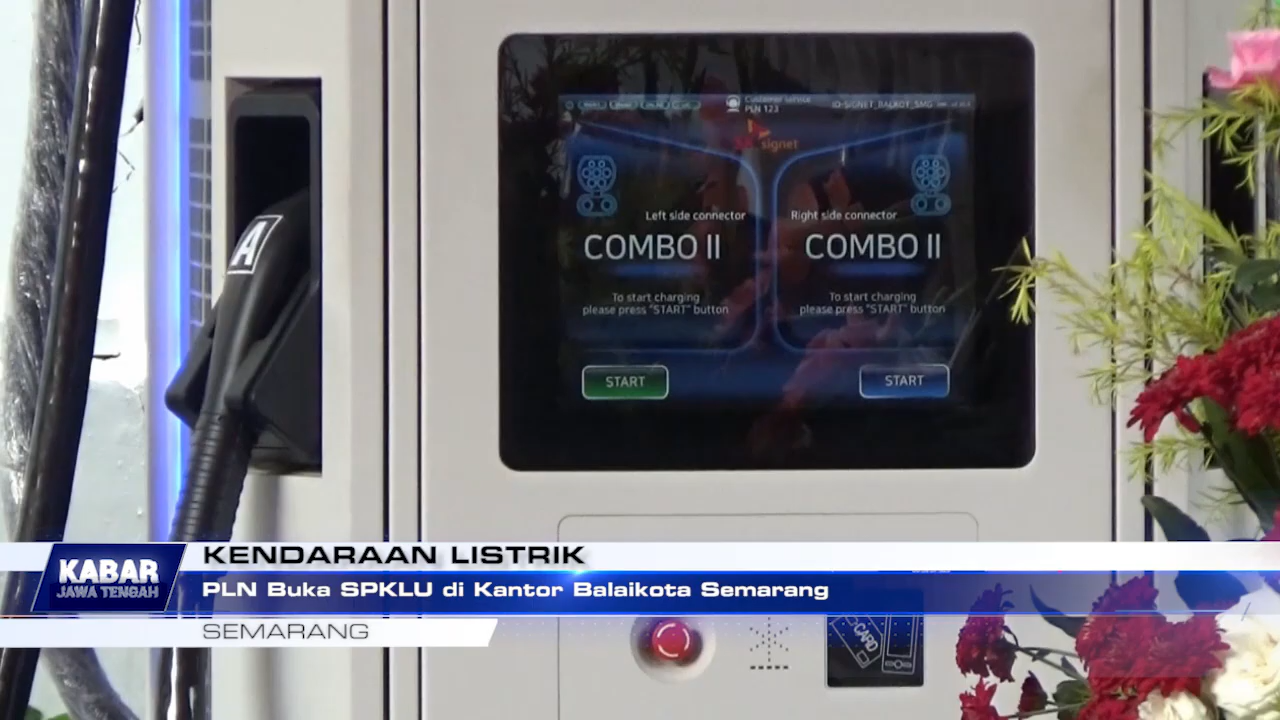 Customer Service
PLN 123
ID-SIGNET_BALKOT_SMG
signet
A
Left side connector
COMBO II
To start charging
please press "START" button
START
Right side connector
COMBO II
To start charging
please press "START" button
START
KABAR
JAWA TENGAH
KENDARAAN LISTRIK
PLN Buka SPKLU di Kantor Balaikota Semarang
SEMARANG
CARD